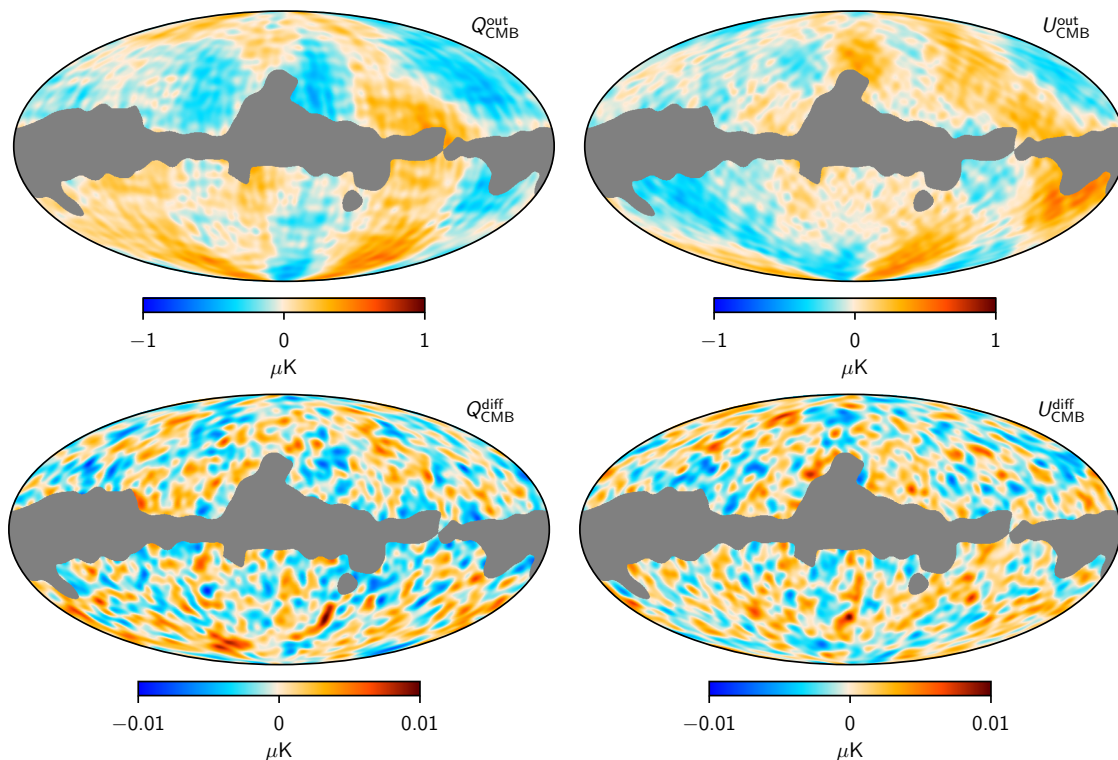 Q^out_CMB
U^out_CMB
−1 0 1
μK
−1 0 1
μK
Q^diff_CMB
U^diff_CMB
−0.01 0 0.01
μK
−0.01 0 0.01
μK